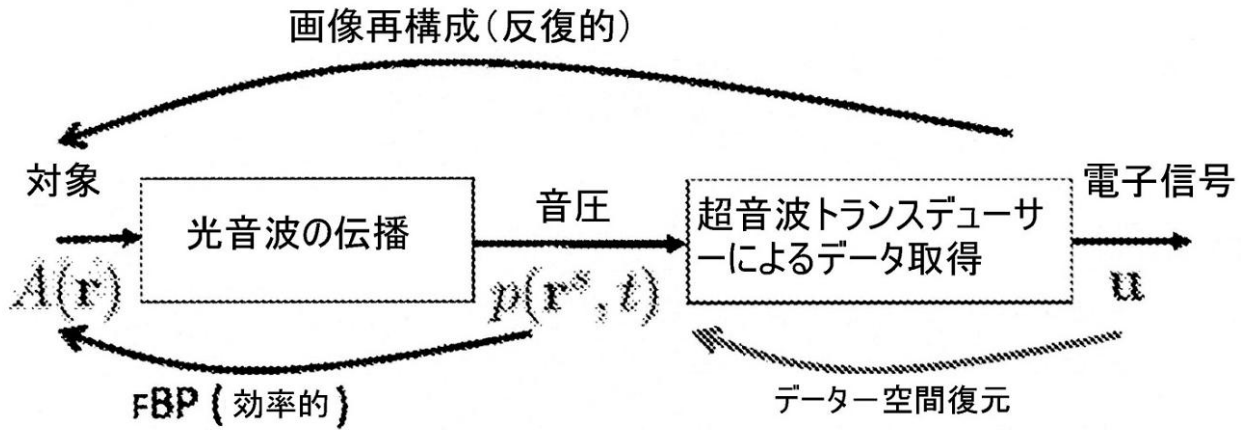 画像再構成（反復的）
対象
光音波の伝播
音圧
超音波トランスデューサ
ーによるデータ取得
電子信号
A(r)
p(rˢ, t)
u
FBP (効率的)
データー空間復元